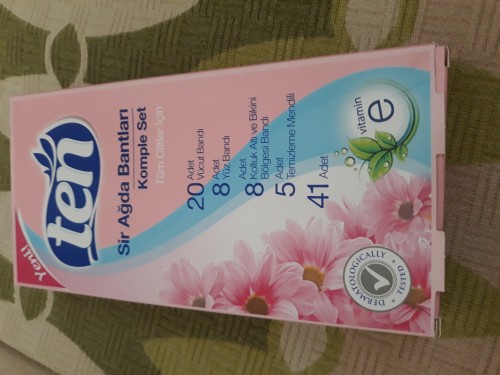 Yeni!
ten
Sir Ağda Bantları
Komple Set
Tüm Ciltler İçin
20 Adet
Vücut Bandı
8 Adet
Yüz Bandı
8 Adet
Koltuk Altı ve Bikini
Bölgesi Bandı
5 Adet
Temizleme Mendili
41 Adet
vitamin
e
DERMATOLOGICALLY
TESTED